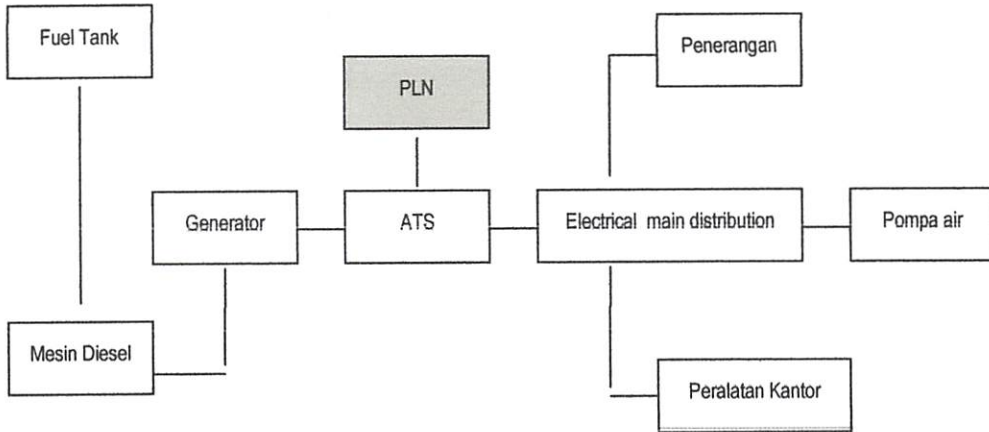 Fuel Tank
Penerangan
PLN
Generator
ATS
Electrical main distribution
Pompa air
Mesin Diesel
Peralatan Kantor